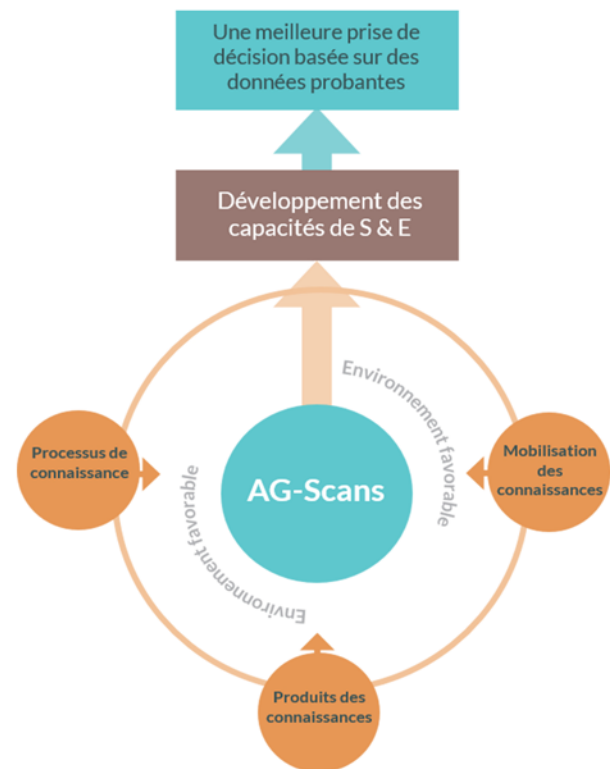 Une meilleure prise de
décision basée sur des
données probantes
Développement des
capacités de S & E
Environnement favorable
Processus de
connaissance
Mobilisation
des
connaissances
AG-Scans
Environnement favorable
Produits des
connaissances